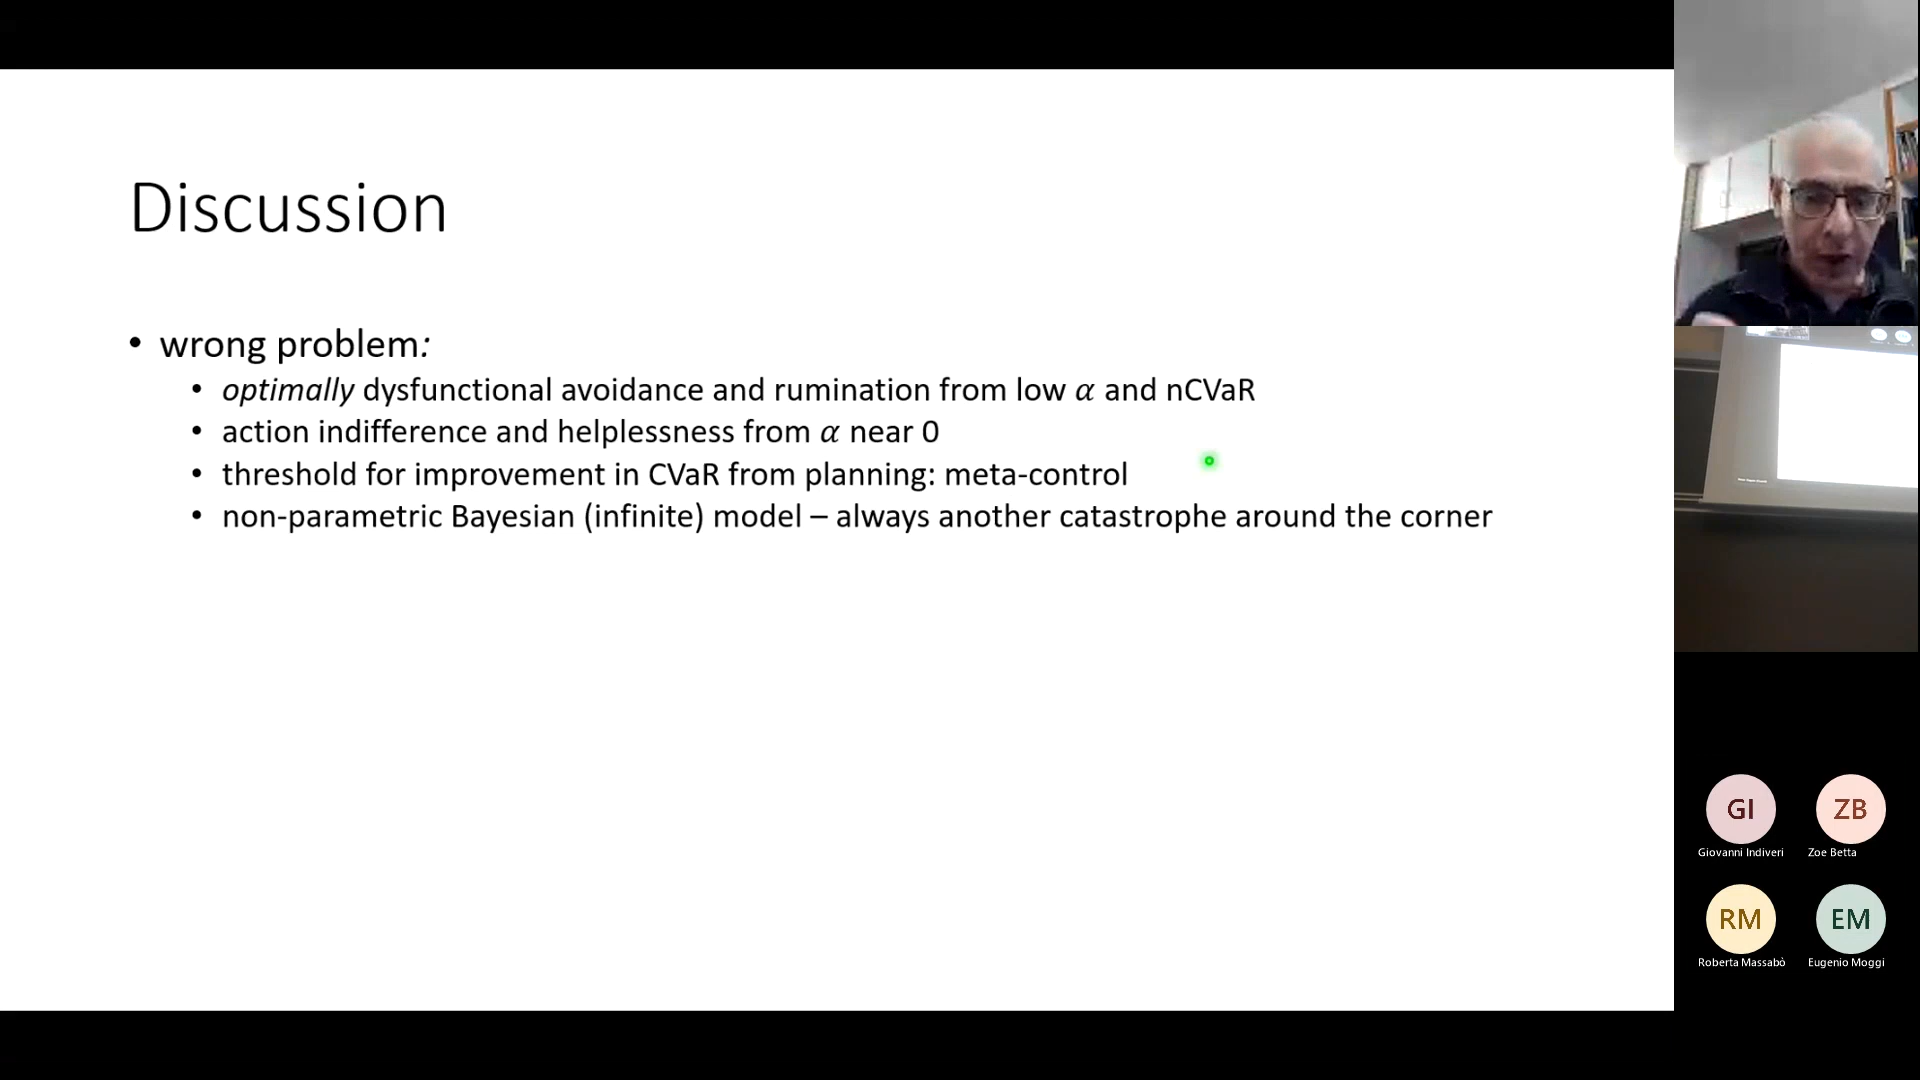 Discussion
• wrong problem:
• optimally dysfunctional avoidance and rumination from low α and nCVaR
• action indifference and helplessness from α near 0
• threshold for improvement in CVaR from planning: meta-control
• non-parametric Bayesian (infinite) model – always another catastrophe around the corner
GI
ZB
Giovanni Indiveri
Zoe Betta
RM
EM
Roberta Massabò
Eugenio Moggi